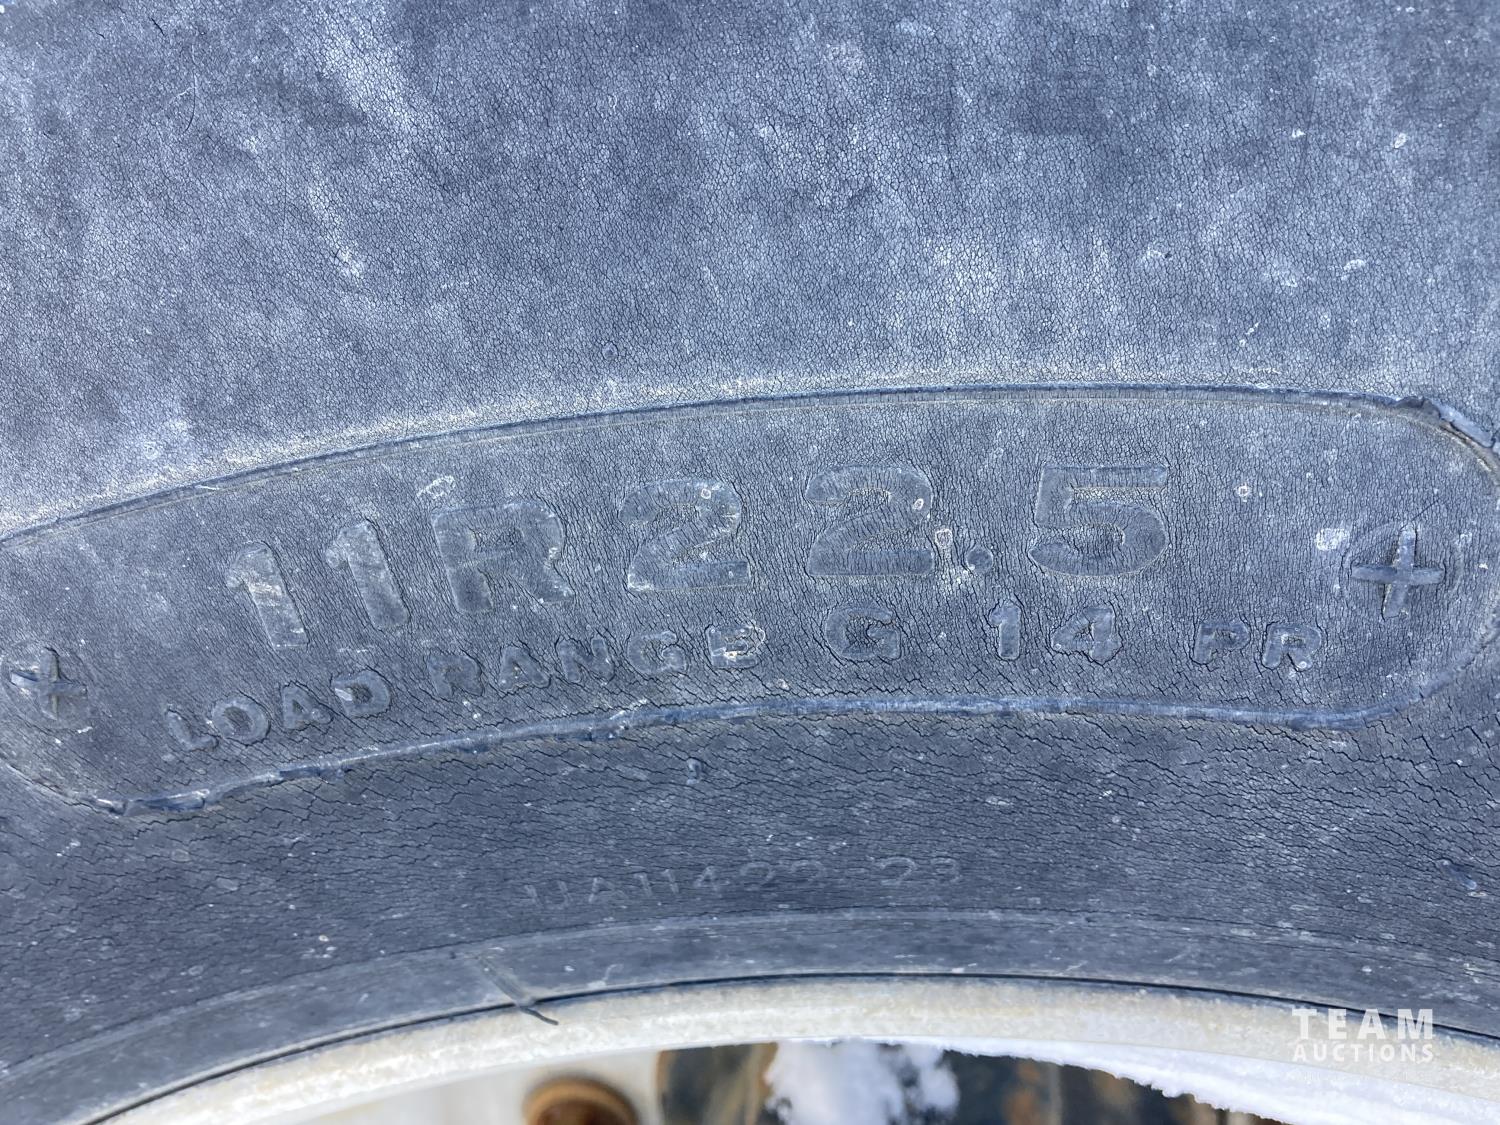 11R22.5
LOAD RANGE G 14 PR
TEAM
AUCTIONS